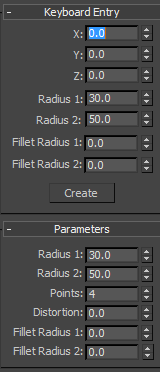 - Keyboard Entry
X: 0.0
Y: 0.0
Z: 0.0
Radius 1: 30.0
Radius 2: 50.0
Fillet Radius 1: 0.0
Fillet Radius 2: 0.0
Create
- Parameters
Radius 1: 30.0
Radius 2: 50.0
Points: 4
Distortion: 0.0
Fillet Radius 1: 0.0
Fillet Radius 2: 0.0